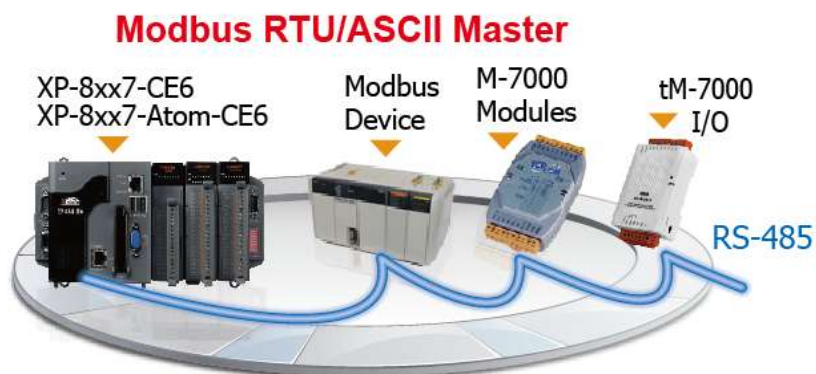 Modbus RTU/ASCII Master
XP-8xx7-CE6
XP-8xx7-Atom-CE6
Modbus
Device
M-7000
Modules
tM-7000
I/O
RS-485